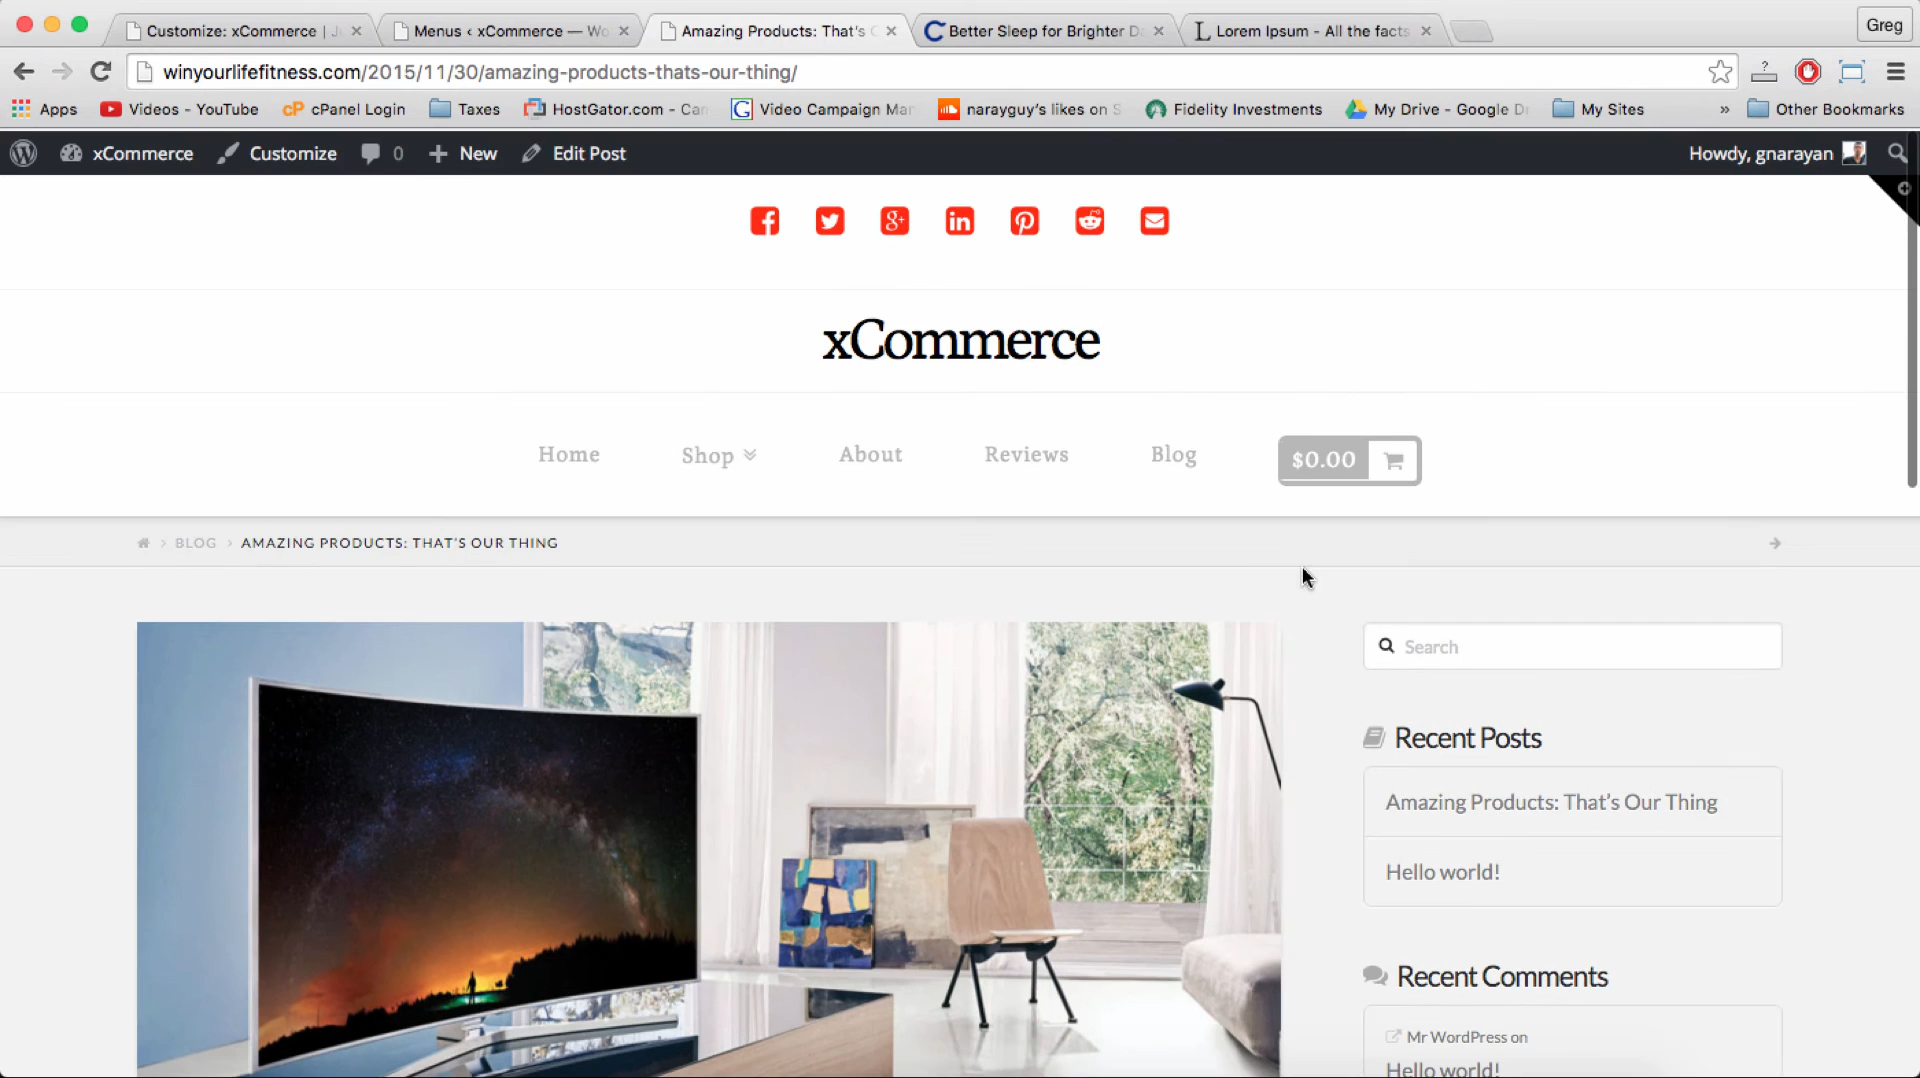 Customize: xCommerce |
Menus ‹ xCommerce — Wo
Amazing Products: That's
Better Sleep for Brighter D
Lorem Ipsum - All the facts
Greg
winyourlifefitness.com/2015/11/30/amazing-products-thats-our-thing/
Apps
Videos - YouTube
cP cPanel Login
Taxes
HostGator.com - Can
Video Campaign Mar
narayguy's likes on S
Fidelity Investments
My Drive - Google Dr
My Sites
»
Other Bookmarks
xCommerce
Customize
0
New
Edit Post
Howdy, gnarayan
xCommerce
Home
Shop
About
Reviews
Blog
$0.00
BLOG
AMAZING PRODUCTS: THAT'S OUR THING
Search
Recent Posts
Amazing Products: That's Our Thing
Hello world!
Recent Comments
Mr WordPress on
Hello world!